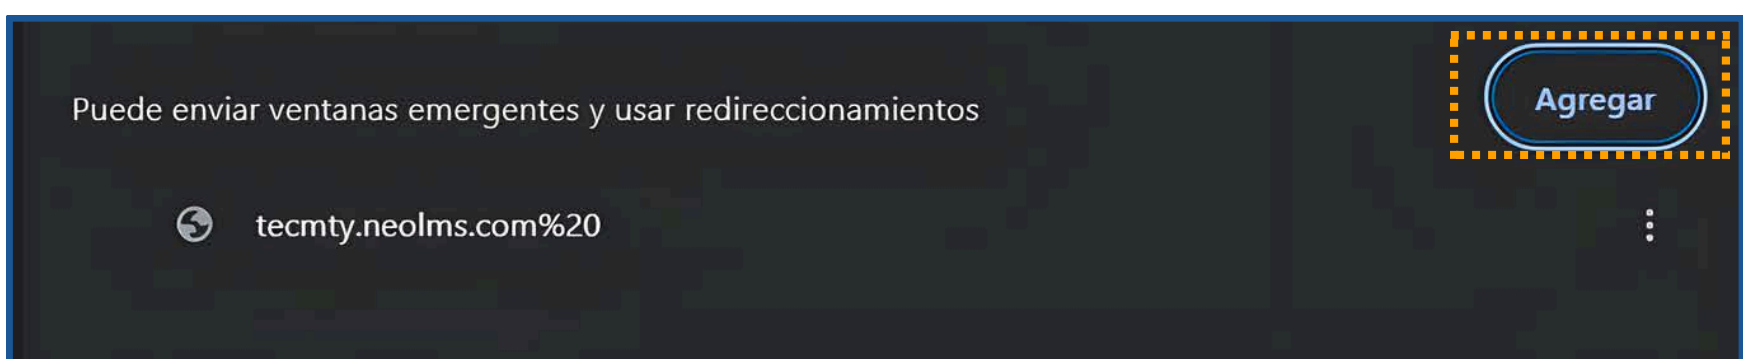 Puede enviar ventanas emergentes y usar redireccionamientos
Agregar
tecmty.neolms.com%20